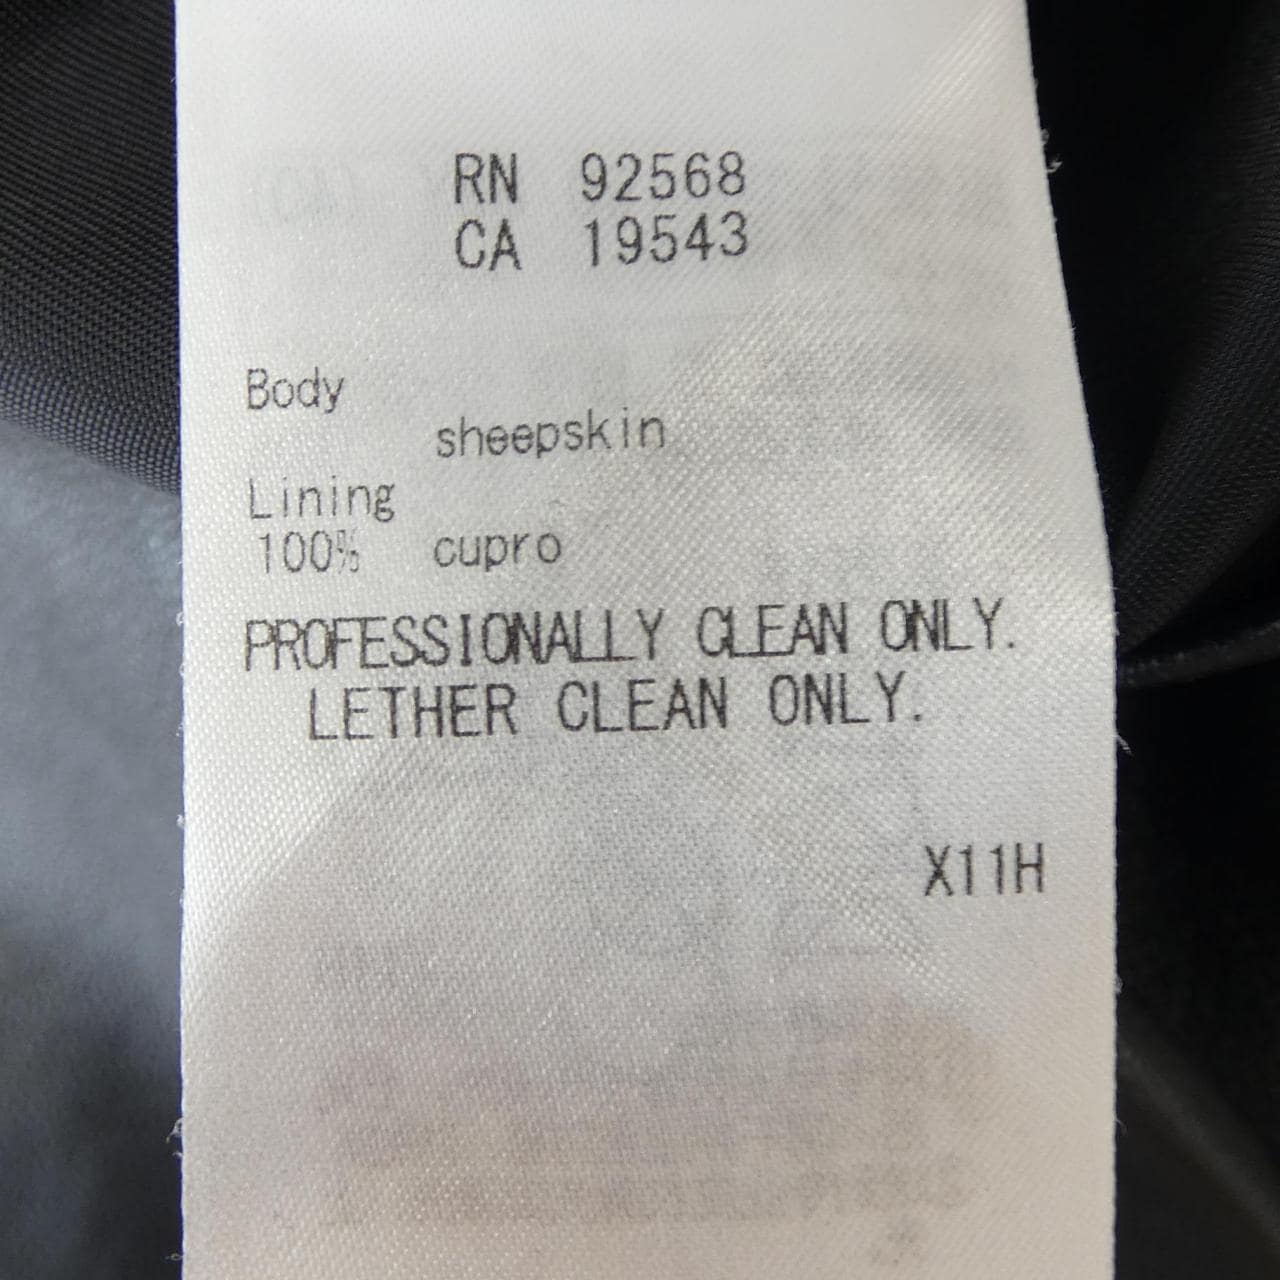 RN 92568
CA 19543
Body
sheepskin
Lining
100% cupro
PROFESSIONALLY CLEAN ONLY.
LETHER CLEAN ONLY.
X11H